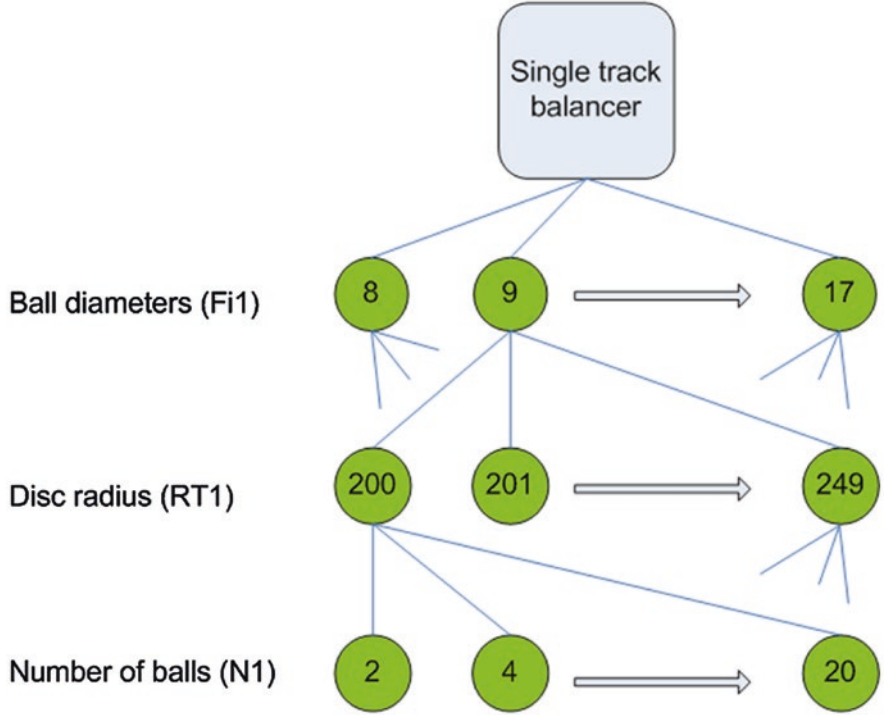 Single track
balancer
Ball diameters (Fi1)
8
9
17
Disc radius (RT1)
200
201
249
Number of balls (N1)
2
4
20